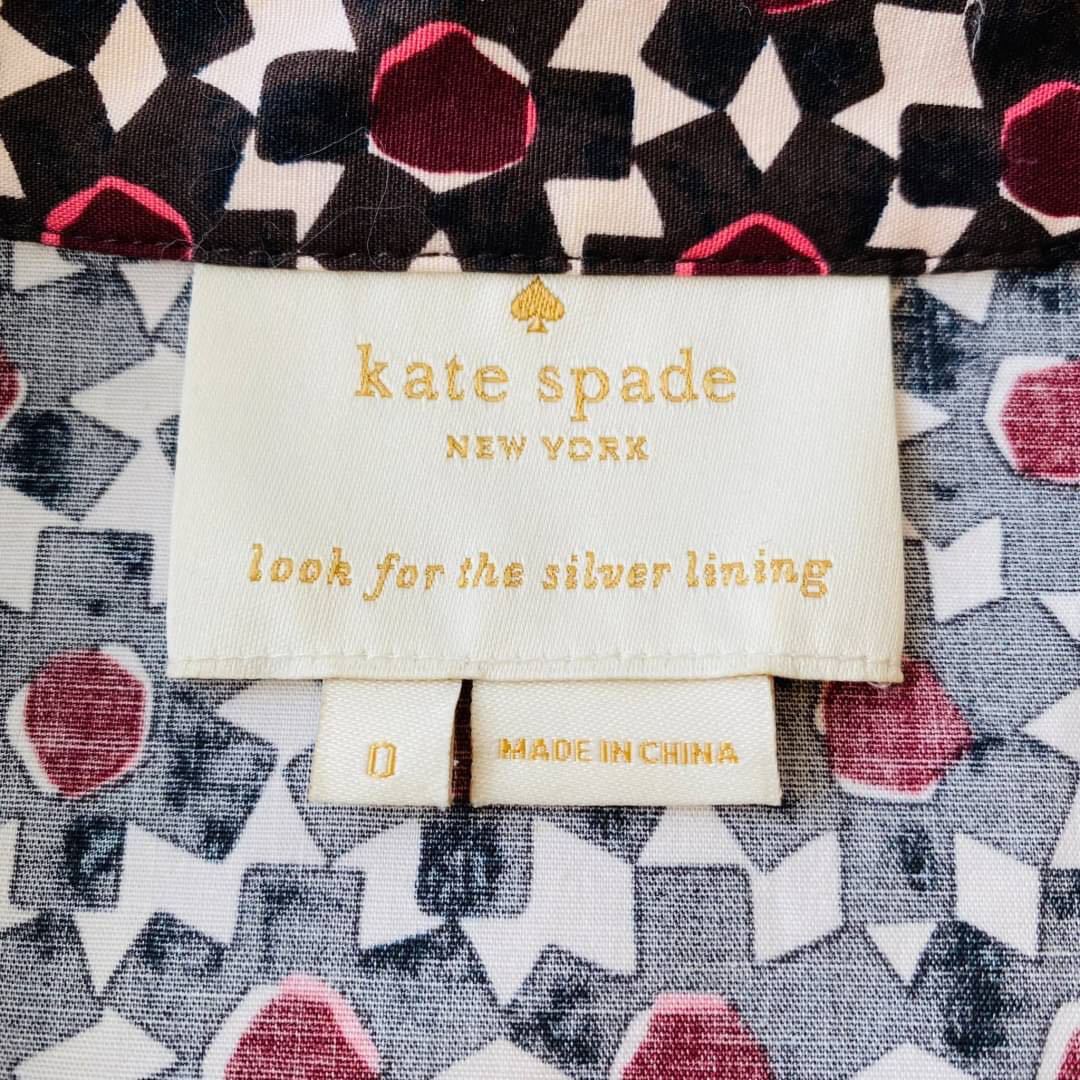 kate spade
NEW YORK
look for the silver lining
0
MADE IN CHINA